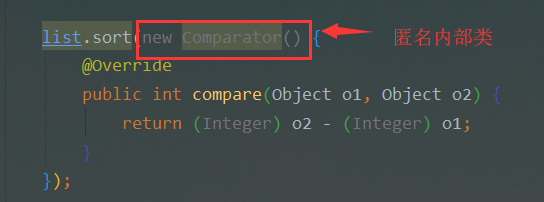 list.sort(new Comparator() { 匿名内部类
@Override
public int compare(Object o1, Object o2) {
return (Integer) o2 - (Integer) o1;
}
});